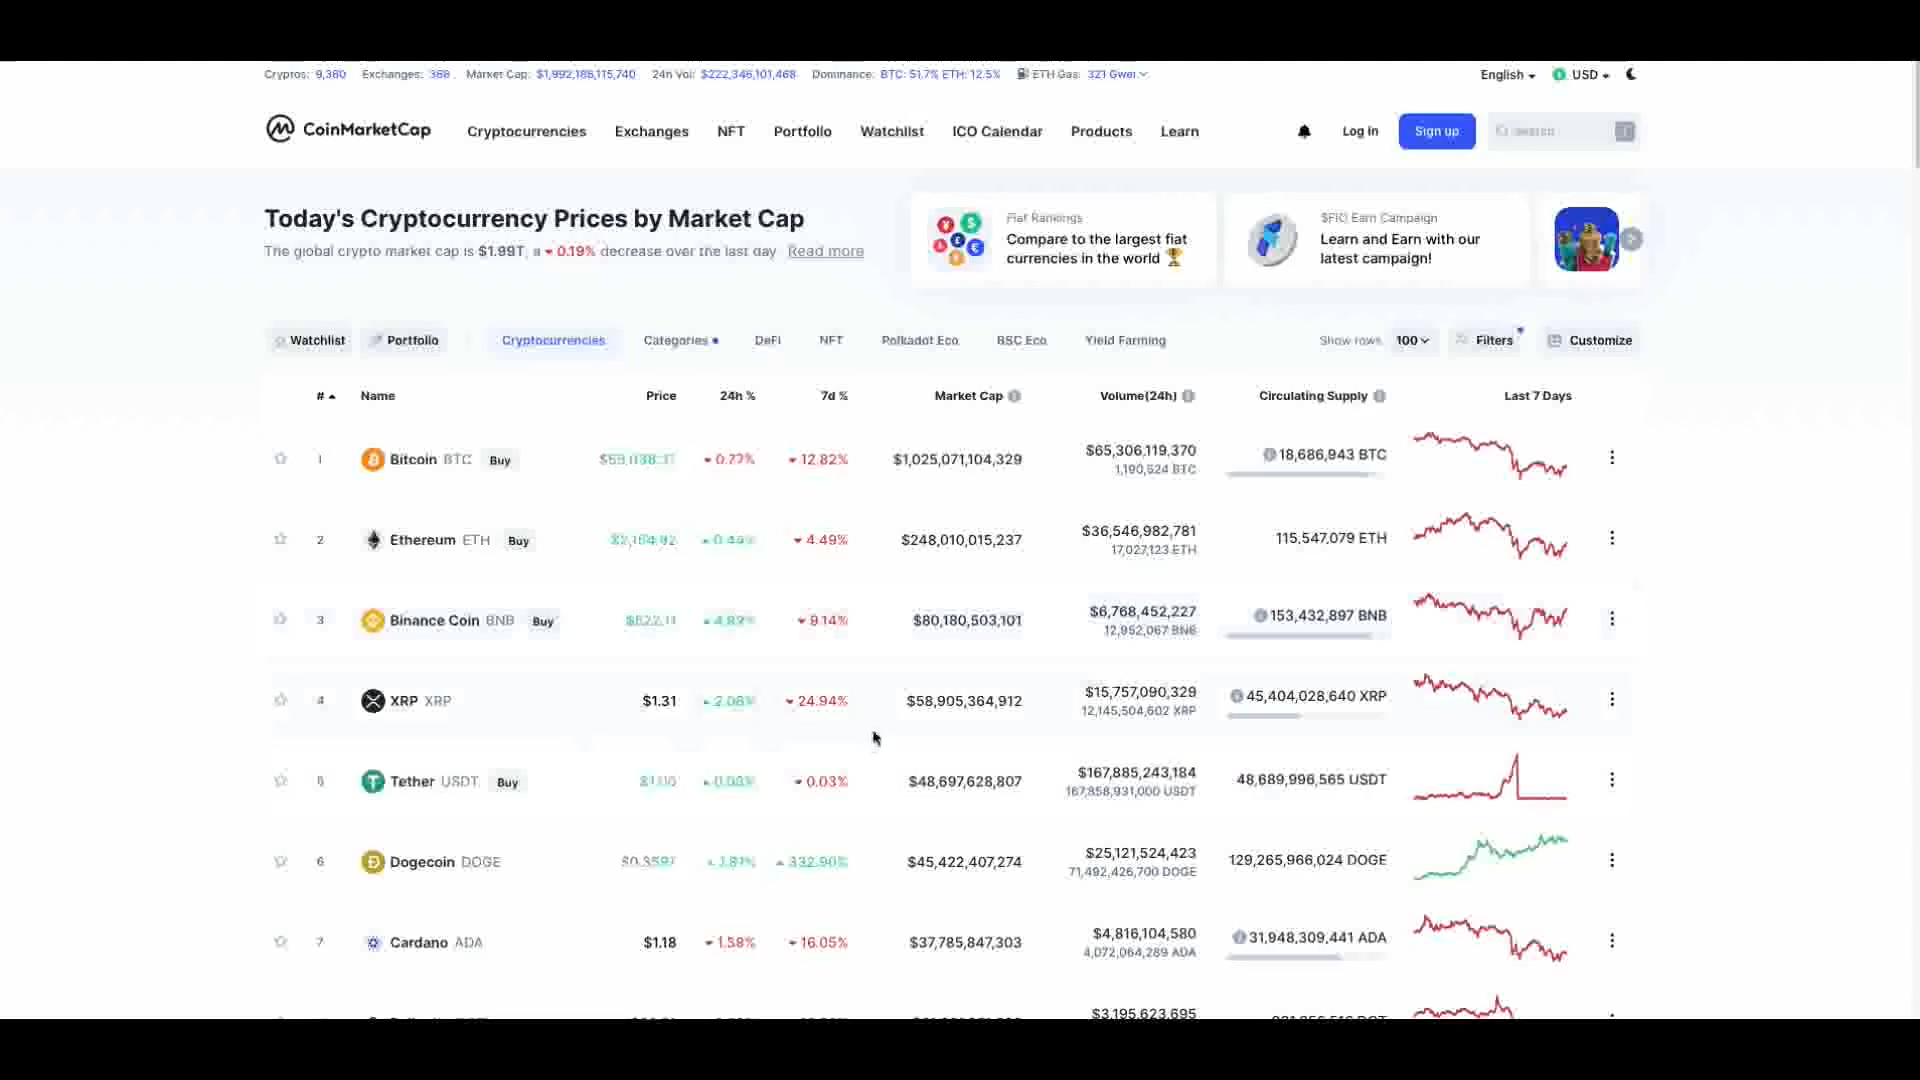 Cryptos: 9,380 Exchanges: 368 Market Cap: $1,992,186,115,740 24h Vol: $222,346,101,468 Dominance: BTC: 51.7% ETH: 12.5% ETH Gas: 321 Gwei English USD
CoinMarketCap Cryptocurrencies Exchanges NFT Portfolio Watchlist ICO Calendar Products Learn Log in Sign up Search
Today's Cryptocurrency Prices by Market Cap
The global crypto market cap is $1.99T, a 0.19% decrease over the last day Read more
Fiat Rankings
Compare to the largest fiat
currencies in the world
$FIO Earn Campaign
Learn and Earn with our
latest campaign!
Watchlist Portfolio Cryptocurrencies Categories DeFi NFT Polkadot Eco BSC Eco Yield Farming Show rows 100 Filters Customize
# Name Price 24h % 7d % Market Cap Volume(24h) Circulating Supply Last 7 Days
1 Bitcoin BTC Buy 0.77% 12.82% $1,025,071,104,329 $65,306,119,370 18,686,943 BTC
1,190,524 BTC
2 Ethereum ETH Buy 4.49% $248,010,015,237 $36,546,982,781 115,547,079 ETH
17,027,123 ETH
3 Binance Coin BNB Buy 9.14% $80,180,503,101 $6,768,452,227 153,432,897 BNB
12,952,067 BNB
4 XRP XRP $1.31 2.06% 24.94% $58,905,364,912 $15,757,090,329 45,404,028,640 XRP
12,145,504,602 XRP
5 Tether USDT Buy 0.03% $48,697,628,807 $167,885,243,184 48,689,996,565 USDT
167,858,931,000 USDT
6 Dogecoin DOGE 332.90% $45,422,407,274 $25,121,524,423 129,265,966,024 DOGE
71,492,426,700 DOGE
7 Cardano ADA $1.18 1.58% 16.05% $37,785,847,303 $4,816,104,580 31,948,309,441 ADA
4,072,064,289 ADA
$3,195,623,695